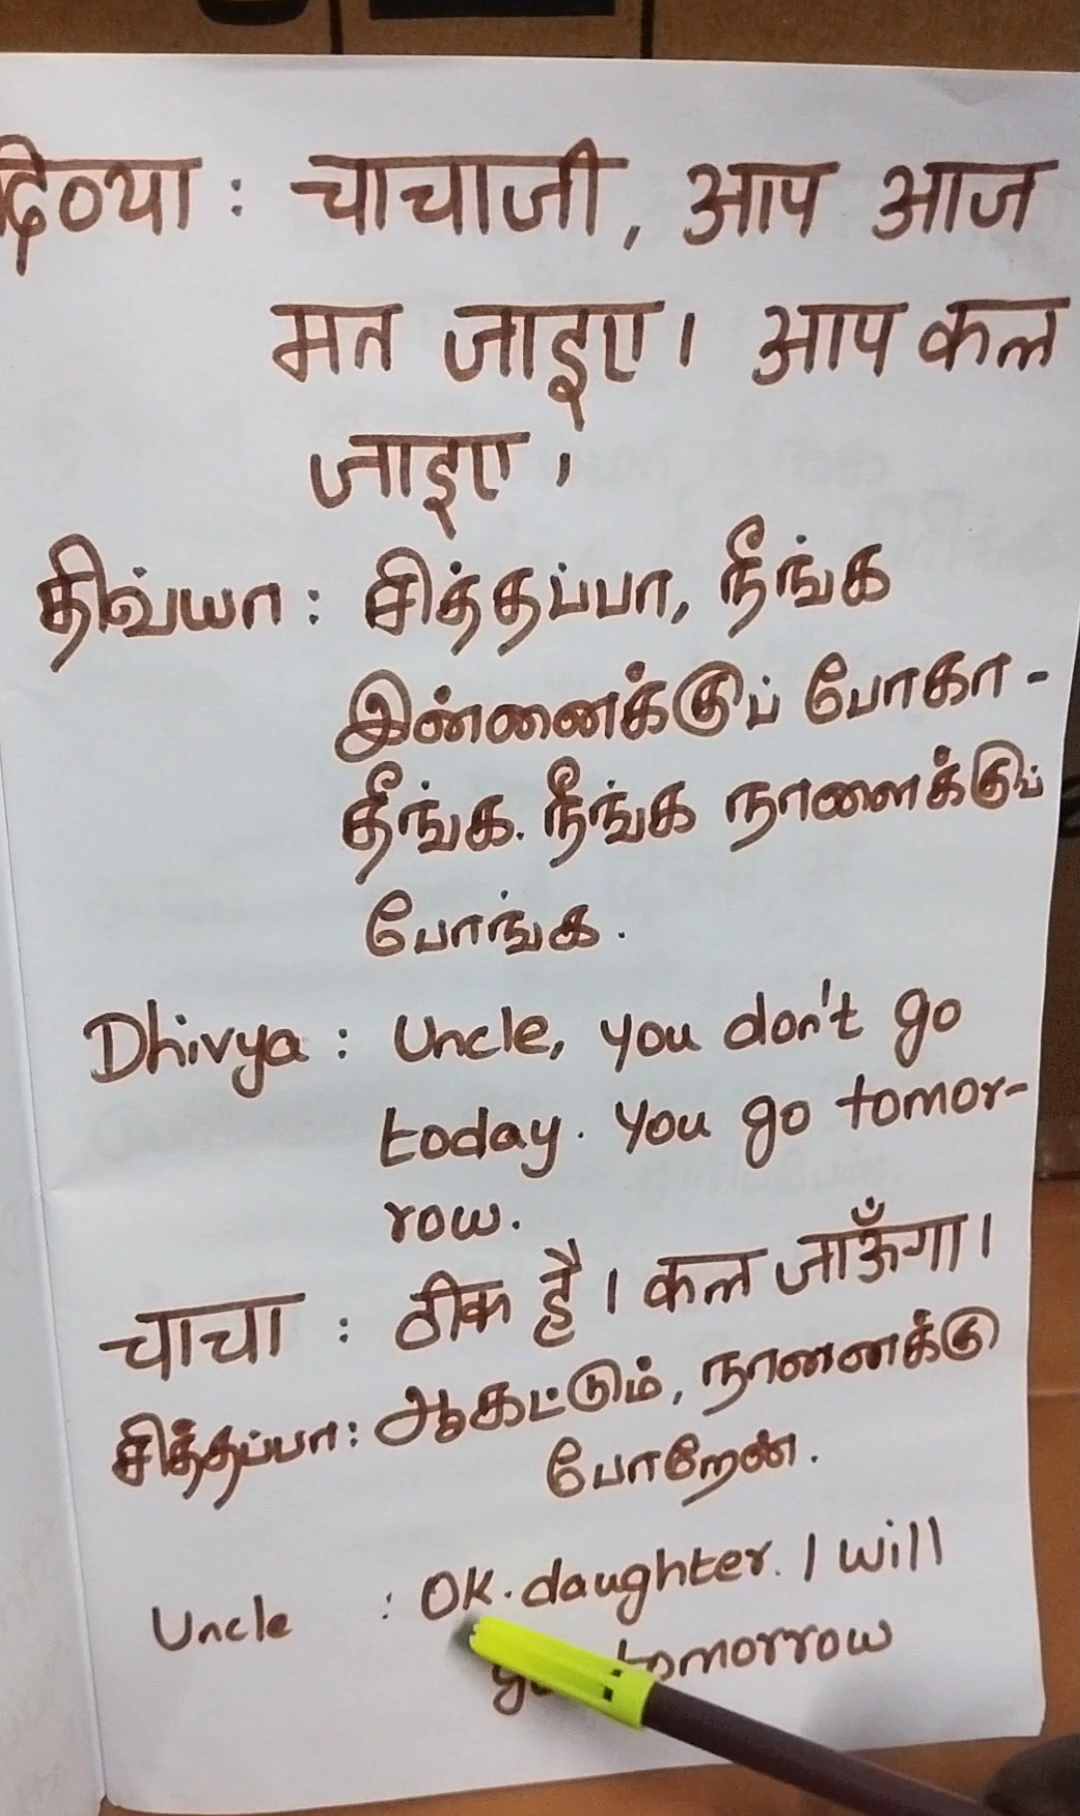 दिव्या : चाचाजी, आप आज
मत जाइए। आप कल
जाइए,
திவ்யா : சித்தப்பா, நீங்க
இன்னைக்குப் போகா-
தீங்க. நீங்க நாளைக்குப்
போங்க.
Dhivya : Uncle, you don't go
today. You go tomor-
row.
चाचा : ठीक है। कल जाऊँगा।
சித்தப்பா : ஆகட்டும், நாளைக்கு
போறேண்.
Uncle : OK. daughter. I will
tomorrow